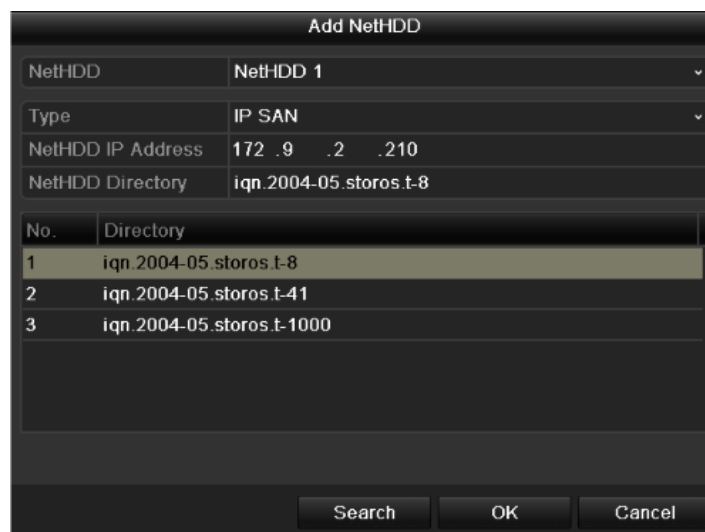 Add NetHDD
NetHDD NetHDD 1
Type IP SAN
NetHDD IP Address 172 .9 .2 .210
NetHDD Directory iqn.2004-05.storos.t-8
No. Directory
1 iqn.2004-05.storos.t-8
2 iqn.2004-05.storos.t-41
3 iqn.2004-05.storos.t-1000
Search OK Cancel